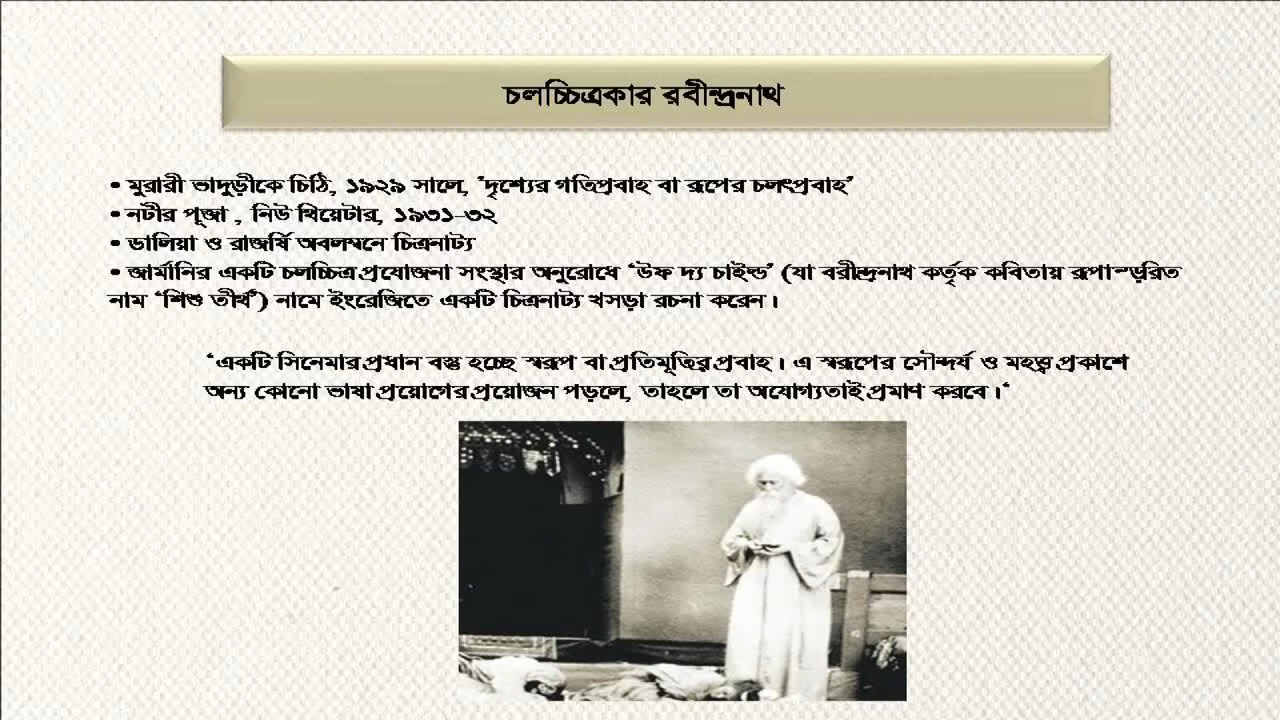 চলচ্চিত্রকার রবীন্দ্রনাথ
• মুরারী ভাদুড়ীকে চিঠি, ১৯২৯ সালে, 'দৃশ্যের গতিপ্রবাহ বা রূপের চলৎপ্রবাহ'
• নটীর পূজা , নিউ থিয়েটার, ১৯৩১-৩২
• ডালিয়া ও রাজর্ষি অবলম্বনে চিত্রনাট্য
• জার্মানির একটি চলচ্চিত্র প্রযোজনা সংস্থার অনুরোধে 'উফ দ্য চাইল্ড' (যা বরীন্দ্রনাথ কর্তৃক কবিতায় রূপান্ড়রিত
নাম 'শিশু তীর্থ') নামে ইংরেজিতে একটি চিত্রনাট্য খসড়া রচনা করেন।
'একটি সিনেমার প্রধান বস্তু হচ্ছে স্বরূপ বা প্রতিমূতির প্রবাহ। এ স্বরূপের সৌন্দর্য ও মহত্ত্ব প্রকাশে
অন্য কোনো ভাষা প্রয়োগের প্রয়োজন পড়লে, তাহলে তা অযোগ্যতাই প্রমাণ করবে।'